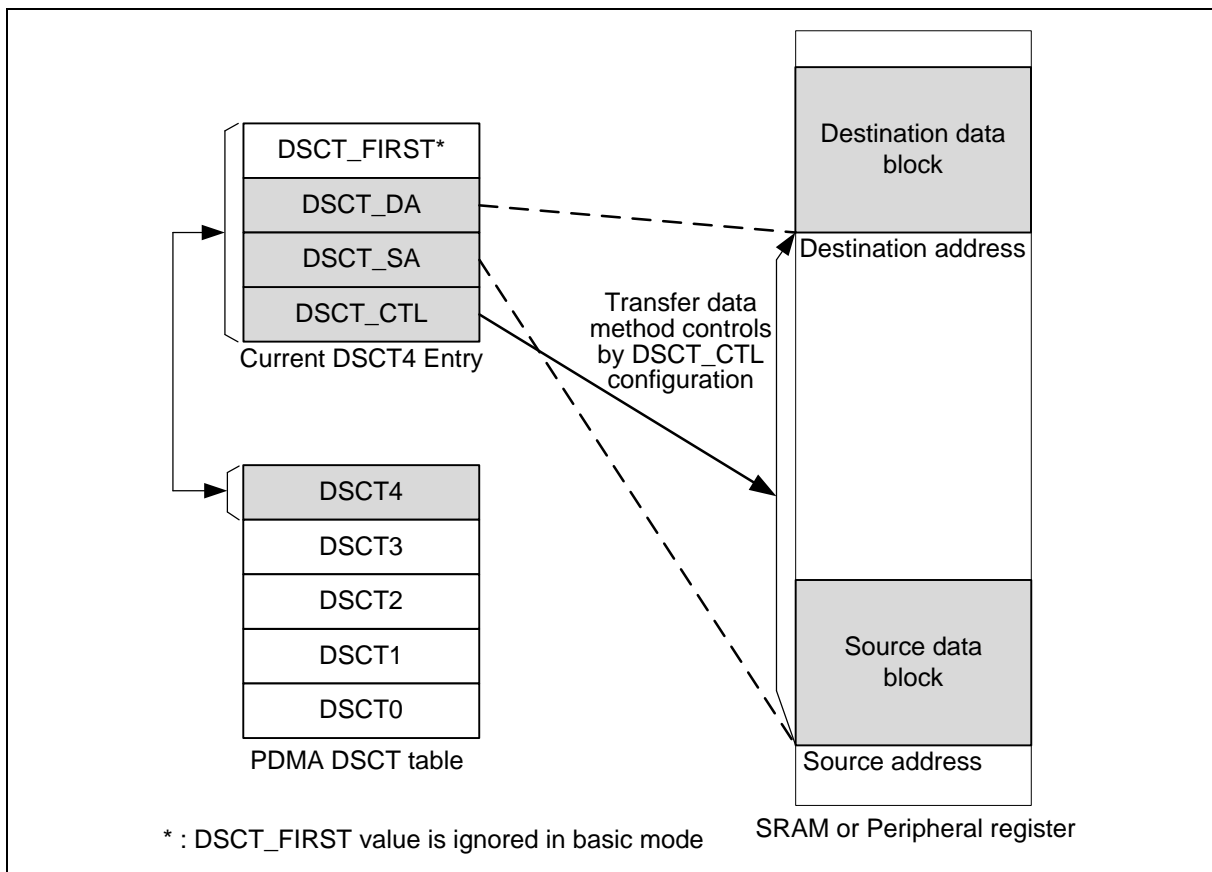 DSCT_FIRST*
DSCT_DA
DSCT_SA
DSCT_CTL
Current DSCT4 Entry
DSCT4
DSCT3
DSCT2
DSCT1
DSCT0
PDMA DSCT table
* : DSCT_FIRST value is ignored in basic mode
Transfer data
method controls
by DSCT_CTL
configuration
Destination data
block
Destination address
Source data
block
Source address
SRAM or Peripheral register